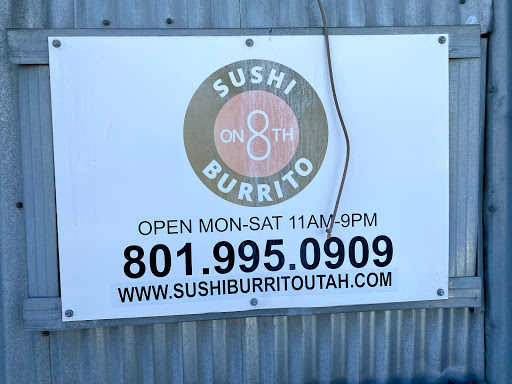 SUSHI
ON 8TH
BURRITO
OPEN MON-SAT 11AM-9PM
801.995.0909
WWW.SUSHIBURRITOUTAH.COM